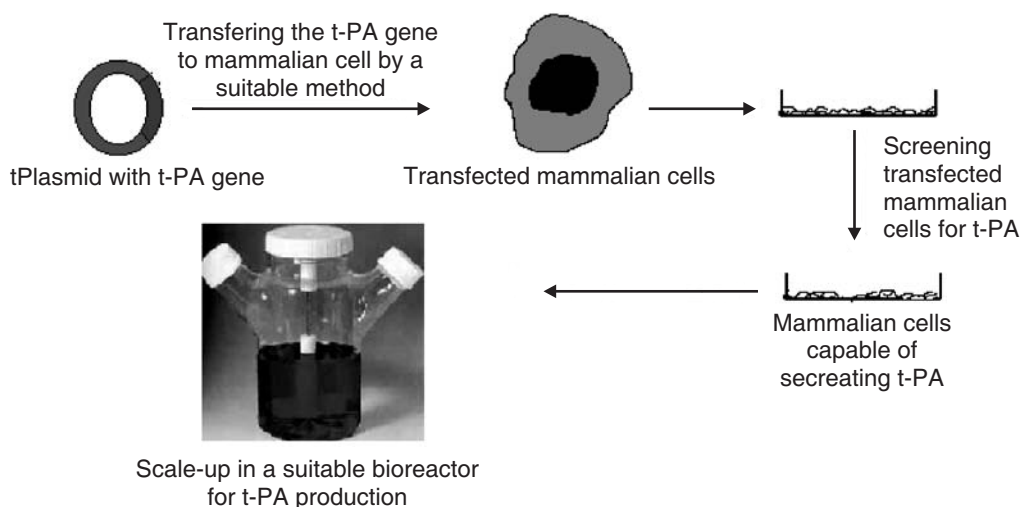 Transfering the t-PA gene
to mammalian cell by a
suitable method
tPlasmid with t-PA gene
Transfected mammalian cells
Screening
transfected
mammalian
cells for t-PA
Mammalian cells
capable of
secreating t-PA
Scale-up in a suitable bioreactor
for t-PA production